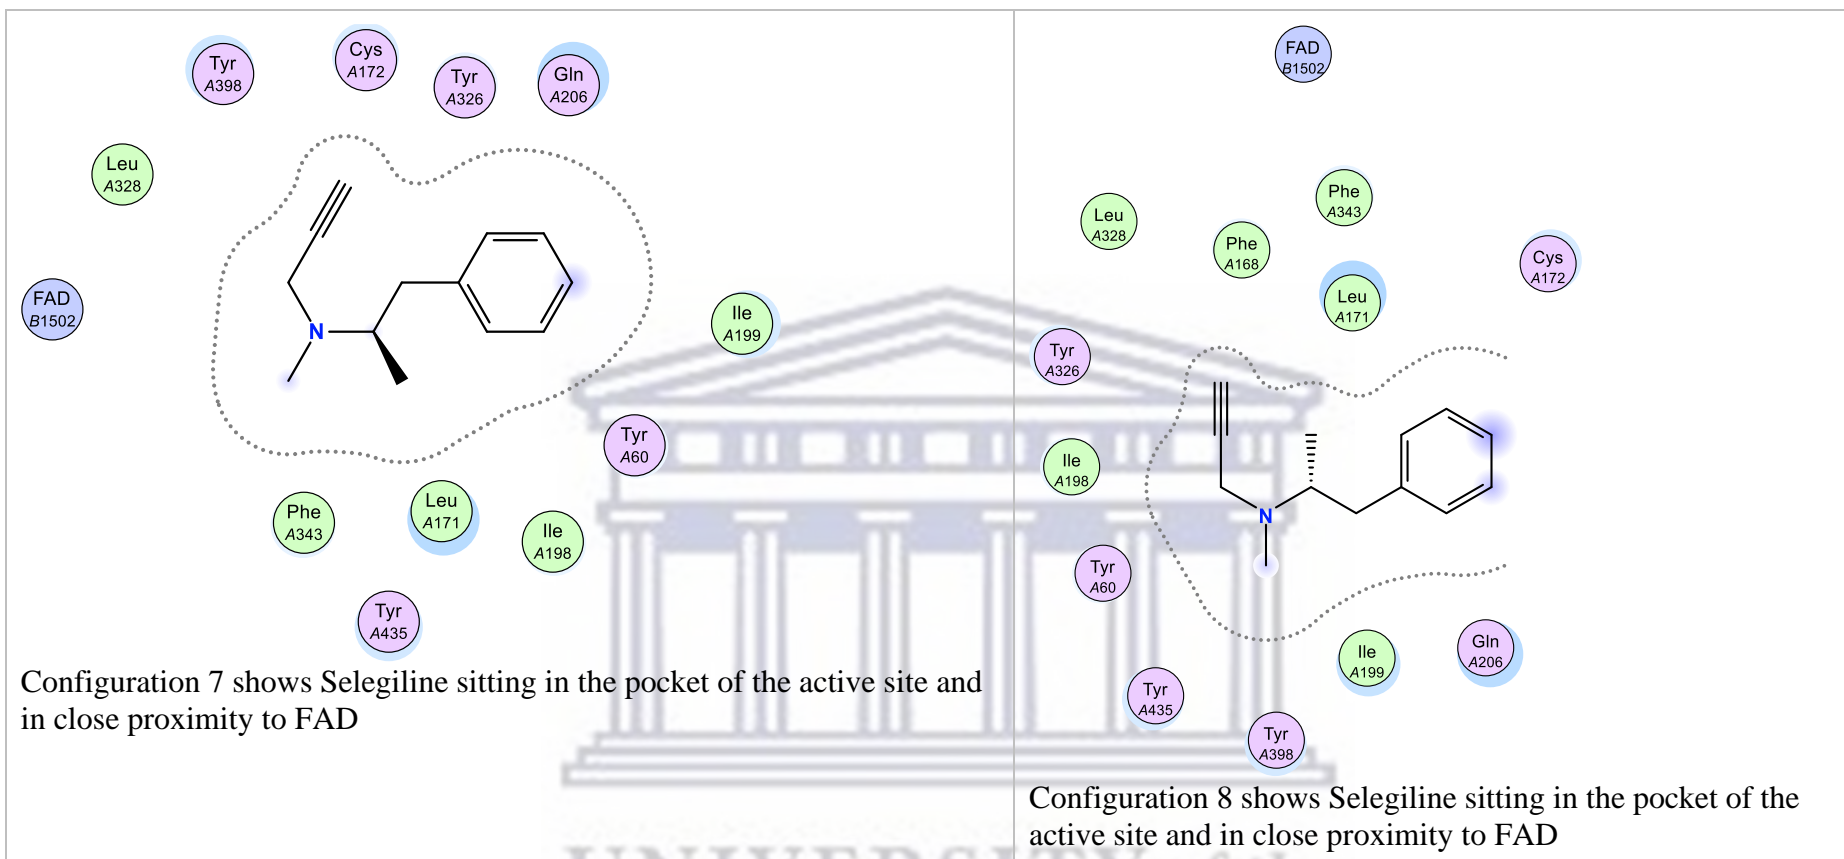 Tyr
A398
Cys
A172
Tyr
A326
Gln
A206
Leu
A328
FAD
B1502
N
Ile
A199
Tyr
A60
Phe
A343
Leu
A171
Ile
A198
Tyr
A435
Configuration 7 shows Selegiline sitting in the pocket of the active site and
in close proximity to FAD
FAD
B1502
Phe
A343
Leu
A328
Phe
A168
Cys
A172
Leu
A171
Tyr
A326
Ile
A198
N
Tyr
A60
Ile
A199
Gln
A206
Tyr
A435
Tyr
A398
Configuration 8 shows Selegiline sitting in the pocket of the
active site and in close proximity to FAD
UNIVERSITY of the